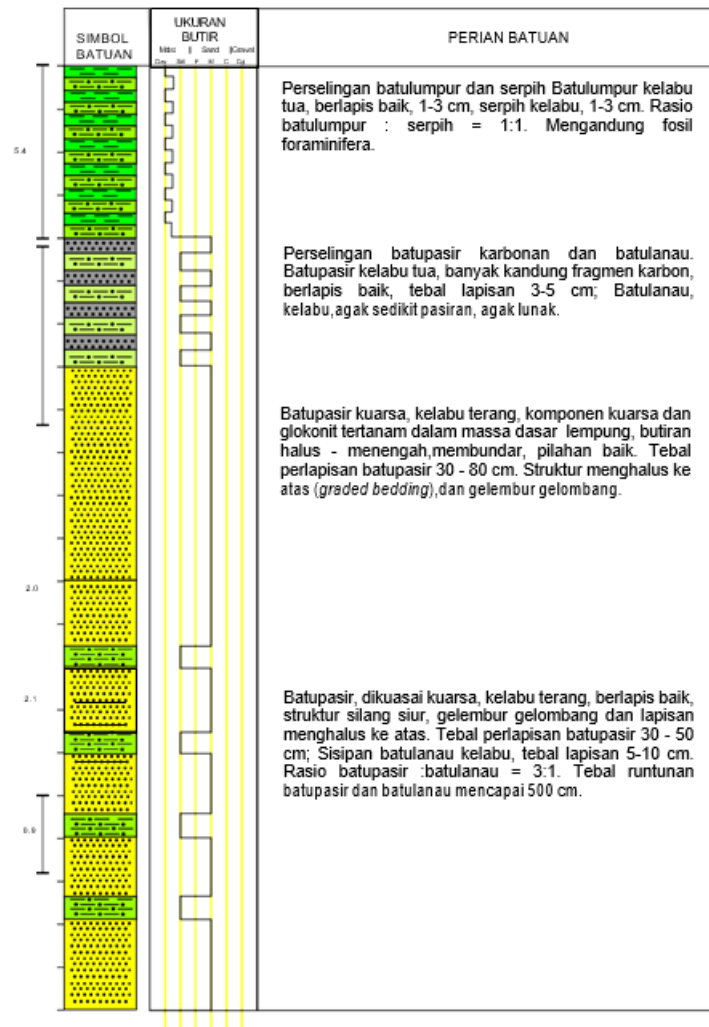 SIMBOL
BATUAN
UKURAN
BUTIR
PERIAN BATUAN
Sand
Perselingan batulumpur dan serpih Batulumpur kelabu
tua, berlapis baik, 1-3 cm, serpih kelabu, 1-3 cm. Rasio
batulumpur : serpih = 1:1. Mengandung fosil
foraminifera.
5.4
Perselingan batupasir karbonan dan batulanau.
Batupasir kelabu tua, banyak kandung fragmen karbon,
berlapis baik, tebal lapisan 3-5 cm; Batulanau,
kelabu,agak sedikit pasiran, agak lunak.
Batupasir kuarsa, kelabu terang, komponen kuarsa dan
glokonit tertanam dalam massa dasar lempung, butiran
halus - menengah,membundar, pilahan baik. Tebal
perlapisan batupasir 30 - 80 cm. Struktur menghalus ke
atas (graded bedding),dan gelembur gelombang.
2.0
2.1
Batupasir, dikuasai kuarsa, kelabu terang, berlapis baik,
struktur silang siur, gelembur gelombang dan lapisan
menghalus ke atas. Tebal perlapisan batupasir 30 - 50
cm; Sisipan batulanau kelabu, tebal lapisan 5-10 cm.
Rasio batupasir :batulanau = 3:1. Tebal runtunan
batupasir dan batulanau mencapai 500 cm.